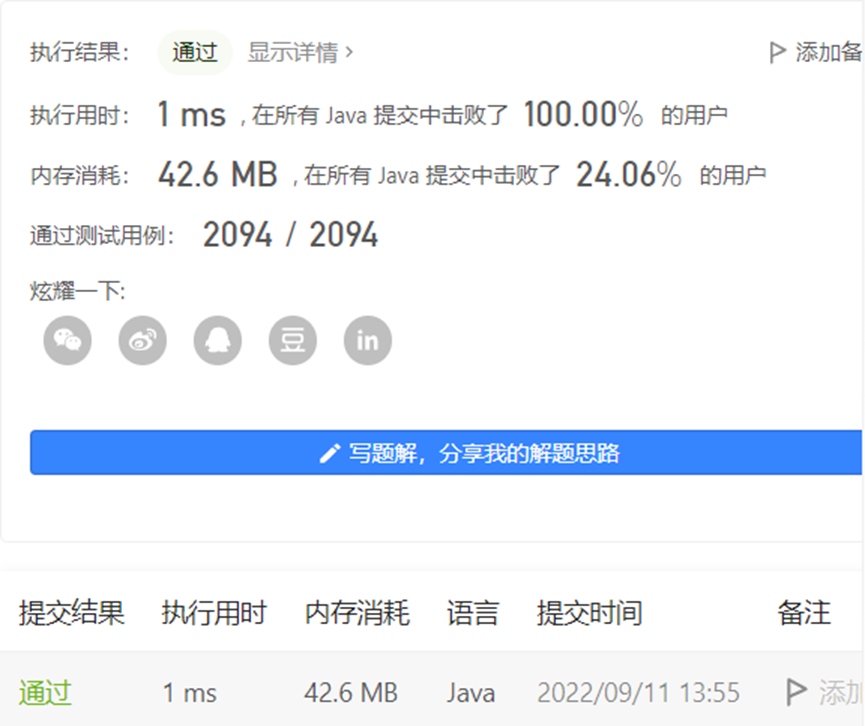 执行结果： 通过 显示详情 › 添加备
执行用时： 1 ms , 在所有 Java 提交中击败了 100.00% 的用户
内存消耗： 42.6 MB , 在所有 Java 提交中击败了 24.06% 的用户
通过测试用例： 2094 / 2094
炫耀一下:
豆 in
写题解，分享我的解题思路
提交结果 执行用时 内存消耗 语言 提交时间 备注
通过 1 ms 42.6 MB Java 2022/09/11 13:55 添加